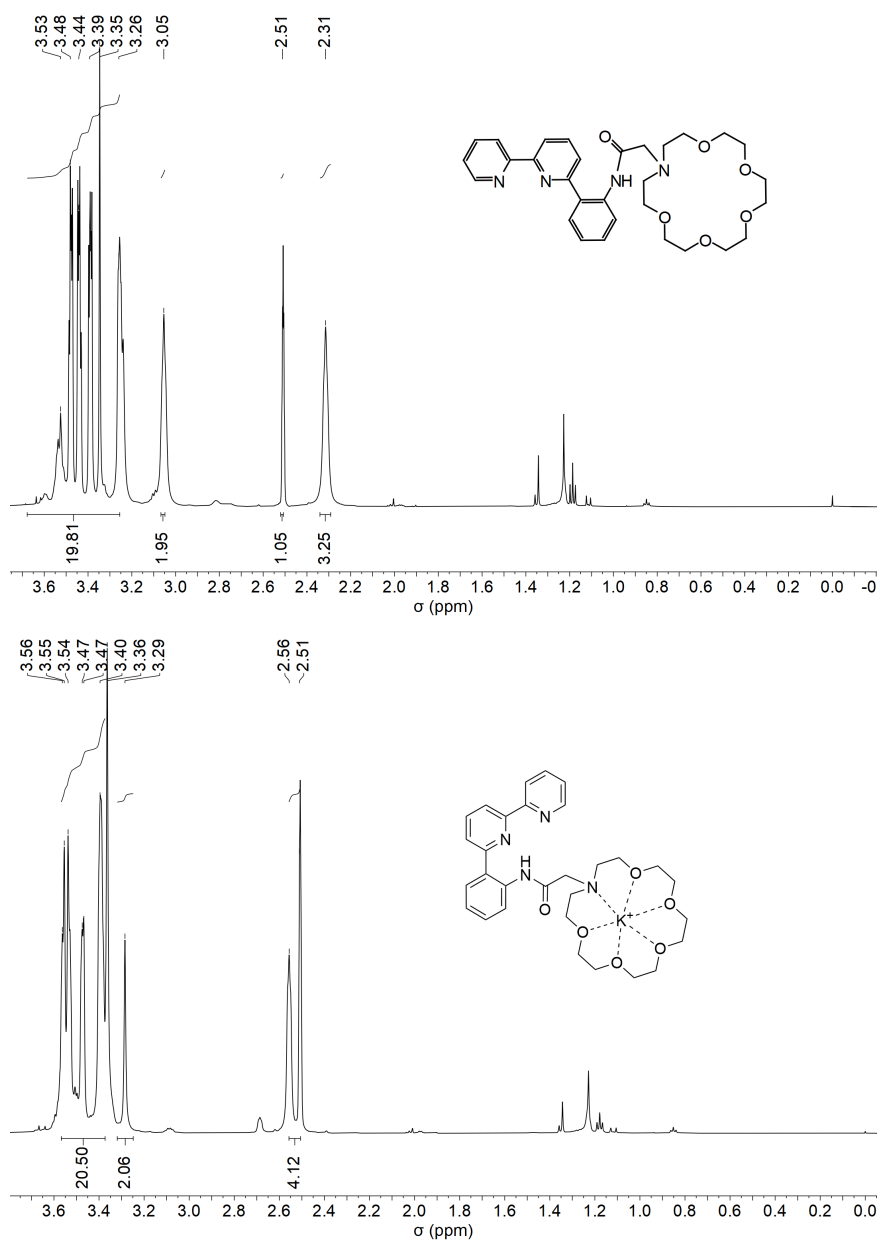 3.53 3.48 3.44 3.39 3.35 3.26 3.05 2.51 2.31
O
N N NH N O O O O O
19.81 1.95 1.05 3.25
3.6 3.4 3.2 3.0 2.8 2.6 2.4 2.2 2.0 1.8 1.6 1.4 1.2 1.0 0.8 0.6 0.4 0.2 0.0 -0
σ (ppm)
3.56 3.55 3.54 3.47 3.47 3.40 3.36 3.29 2.56 2.51
N N H N O N O O O O O K+
20.50 2.06 4.12
3.6 3.4 3.2 3.0 2.8 2.6 2.4 2.2 2.0 1.8 1.6 1.4 1.2 1.0 0.8 0.6 0.4 0.2 0.0
σ (ppm)